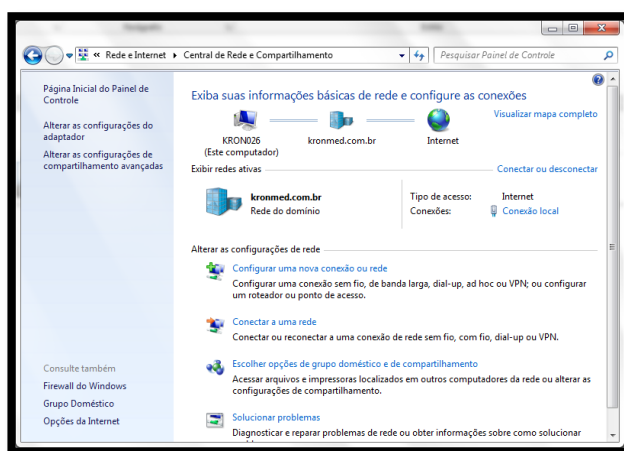 « Rede e Internet ▸ Central de Rede e Compartilhamento
Pesquisar Painel de Controle
Página Inicial do Painel de
Controle
Alterar as configurações do
adaptador
Alterar as configurações de
compartilhamento avançadas
Exiba suas informações básicas de rede e configure as conexões
Visualizar mapa completo
KRON026
(Este computador)
kronmed.com.br
Internet
Exibir redes ativas
Conectar ou desconectar
kronmed.com.br
Rede do domínio
Tipo de acesso: Internet
Conexões: Conexão local
Alterar as configurações de rede
Configurar uma nova conexão ou rede
Configurar uma conexão sem fio, de banda larga, dial-up, ad hoc ou VPN; ou configurar
um roteador ou ponto de acesso.
Conectar a uma rede
Conectar ou reconectar a uma conexão de rede sem fio, com fio, dial-up ou VPN.
Escolher opções de grupo doméstico e de compartilhamento
Acessar arquivos e impressoras localizados em outros computadores da rede ou alterar as
configurações de compartilhamento.
Solucionar problemas
Diagnosticar e reparar problemas de rede ou obter informações sobre como solucionar
Consulte também
Firewall do Windows
Grupo Doméstico
Opções da Internet